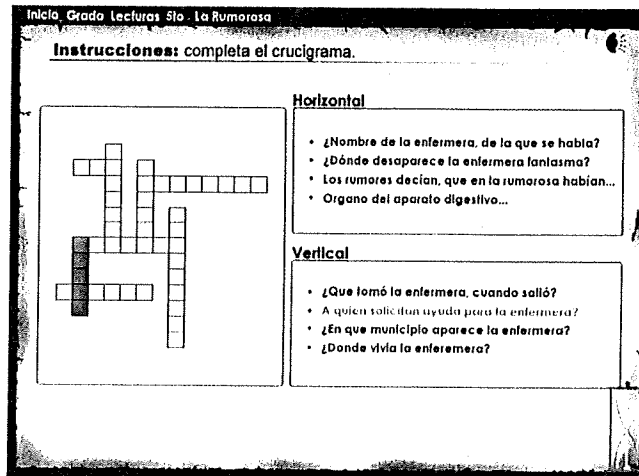 Inicio Grado Lecturas 5to La Rumorosa
Instrucciones: completa el crucigrama.
Horizontal
• ¿Nombre de la enfermera, de la que se habla?
• ¿Dónde desaparece la enfermera fantasma?
• Los rumores decían, que en la rumorosa habían...
• Organo del aparato digestivo...
Vertical
• ¿Que tomó la enfermera, cuando salió?
• A quien solicitan ayuda para la enfermera?
• ¿En que municipio aparece la enfermera?
• ¿Donde vivía la enferemera?